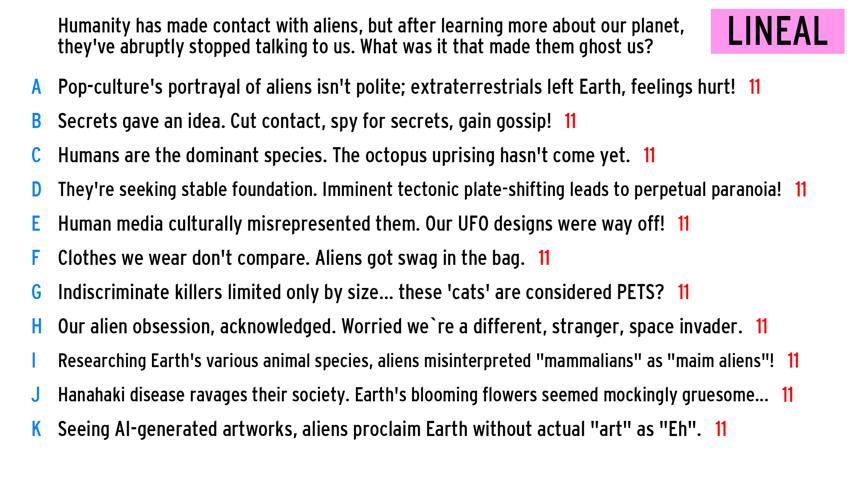 Humanity has made contact with aliens, but after learning more about our planet,
they've abruptly stopped talking to us. What was it that made them ghost us?
LINEAL
A Pop-culture's portrayal of aliens isn't polite; extraterrestrials left Earth, feelings hurt! 11
B Secrets gave an idea. Cut contact, spy for secrets, gain gossip! 11
C Humans are the dominant species. The octopus uprising hasn't come yet. 11
D They're seeking stable foundation. Imminent tectonic plate-shifting leads to perpetual paranoia! 11
E Human media culturally misrepresented them. Our UFO designs were way off! 11
F Clothes we wear don't compare. Aliens got swag in the bag. 11
G Indiscriminate killers limited only by size... these 'cats' are considered PETS? 11
H Our alien obsession, acknowledged. Worried we`re a different, stranger, space invader. 11
I Researching Earth's various animal species, aliens misinterpreted "mammalians" as "maim aliens"! 11
J Hanahaki disease ravages their society. Earth's blooming flowers seemed mockingly gruesome... 11
K Seeing AI-generated artworks, aliens proclaim Earth without actual "art" as "Eh". 11